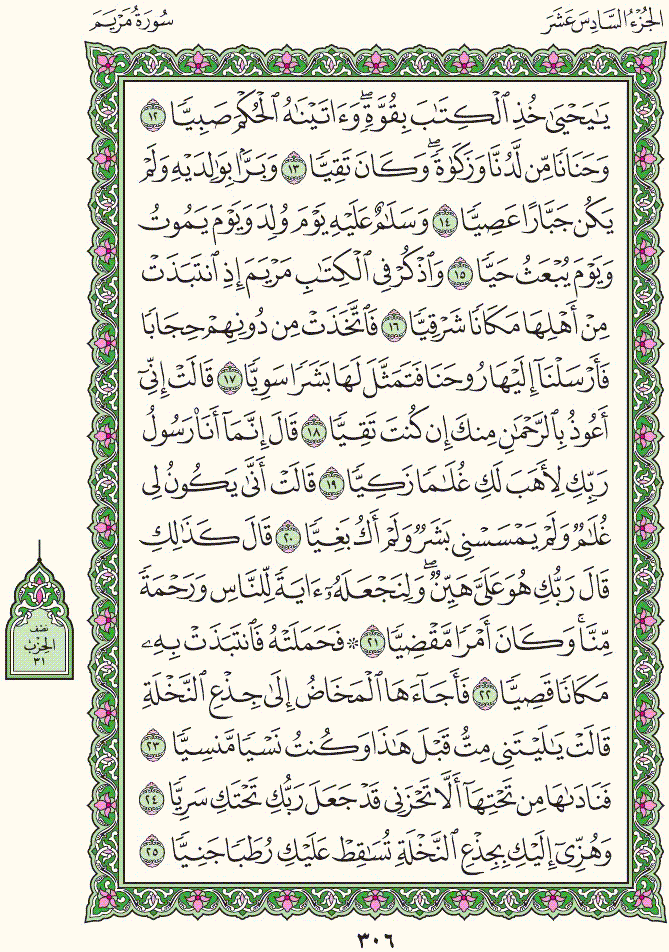 الجُزْءُ السَّادِسَ عَشَرَ
سُورَةُ مَرْيَمَ
يَٰيَحْيَىٰ خُذِ ٱلْكِتَٰبَ بِقُوَّةٍۖ وَءَاتَيْنَٰهُ ٱلْحُكْمَ صَبِيًّا ١٢
وَحَنَانًا مِّن لَّدُنَّا وَزَكَوٰةًۖ وَكَانَ تَقِيًّا ١٣ وَبَرًّۢا بِوَٰلِدَيْهِ وَلَمْ
يَكُن جَبَّارًا عَصِيًّا ١٤ وَسَلَٰمٌ عَلَيْهِ يَوْمَ وُلِدَ وَيَوْمَ يَمُوتُ
وَيَوْمَ يُبْعَثُ حَيًّا ١٥ وَٱذْكُرْ فِى ٱلْكِتَٰبِ مَرْيَمَ إِذِ ٱنتَبَذَتْ
مِنْ أَهْلِهَا مَكَانًا شَرْقِيًّا ١٦ فَٱتَّخَذَتْ مِن دُونِهِمْ حِجَابًا
فَأَرْسَلْنَآ إِلَيْهَا رُوحَنَا فَتَمَثَّلَ لَهَا بَشَرًا سَوِيًّا ١٧ قَالَتْ إِنِّىٓ
أَعُوذُ بِٱلرَّحْمَٰنِ مِنكَ إِن كُنتَ تَقِيًّا ١٨ قَالَ إِنَّمَآ أَنَا۠ رَسُولُ
رَبِّكِ لِأَهَبَ لَكِ غُلَٰمًا زَكِيًّا ١٩ قَالَتْ أَنَّىٰ يَكُونُ لِى
غُلَٰمٌ وَلَمْ يَمْسَسْنِى بَشَرٌ وَلَمْ أَكُ بَغِيًّا ٢٠ قَالَ كَذَٰلِكِ
قَالَ رَبُّكِ هُوَ عَلَىَّ هَيِّنٌۖ وَلِنَجْعَلَهُۥٓ ءَايَةً لِّلنَّاسِ وَرَحْمَةً
مِّنَّاۚ وَكَانَ أَمْرًا مَّقْضِيًّا ٢١ ۞ فَحَمَلَتْهُ فَٱنتَبَذَتْ بِهِۦ
مَكَانًا قَصِيًّا ٢٢ فَأَجَآءَهَا ٱلْمَخَاضُ إِلَىٰ جِذْعِ ٱلنَّخْلَةِ
قَالَتْ يَٰلَيْتَنِى مِتُّ قَبْلَ هَٰذَا وَكُنتُ نَسْيًا مَّنسِيًّا ٢٣
فَنَادَىٰهَا مِن تَحْتِهَآ أَلَّا تَحْزَنِى قَدْ جَعَلَ رَبُّكِ تَحْتَكِ سَرِيًّا ٢٤
وَهُزِّىٓ إِلَيْكِ بِجِذْعِ ٱلنَّخْلَةِ تُسَٰقِطْ عَلَيْكِ رُطَبًا جَنِيًّا ٢٥
نصف
الحِزْب
٣١
٣٠٦